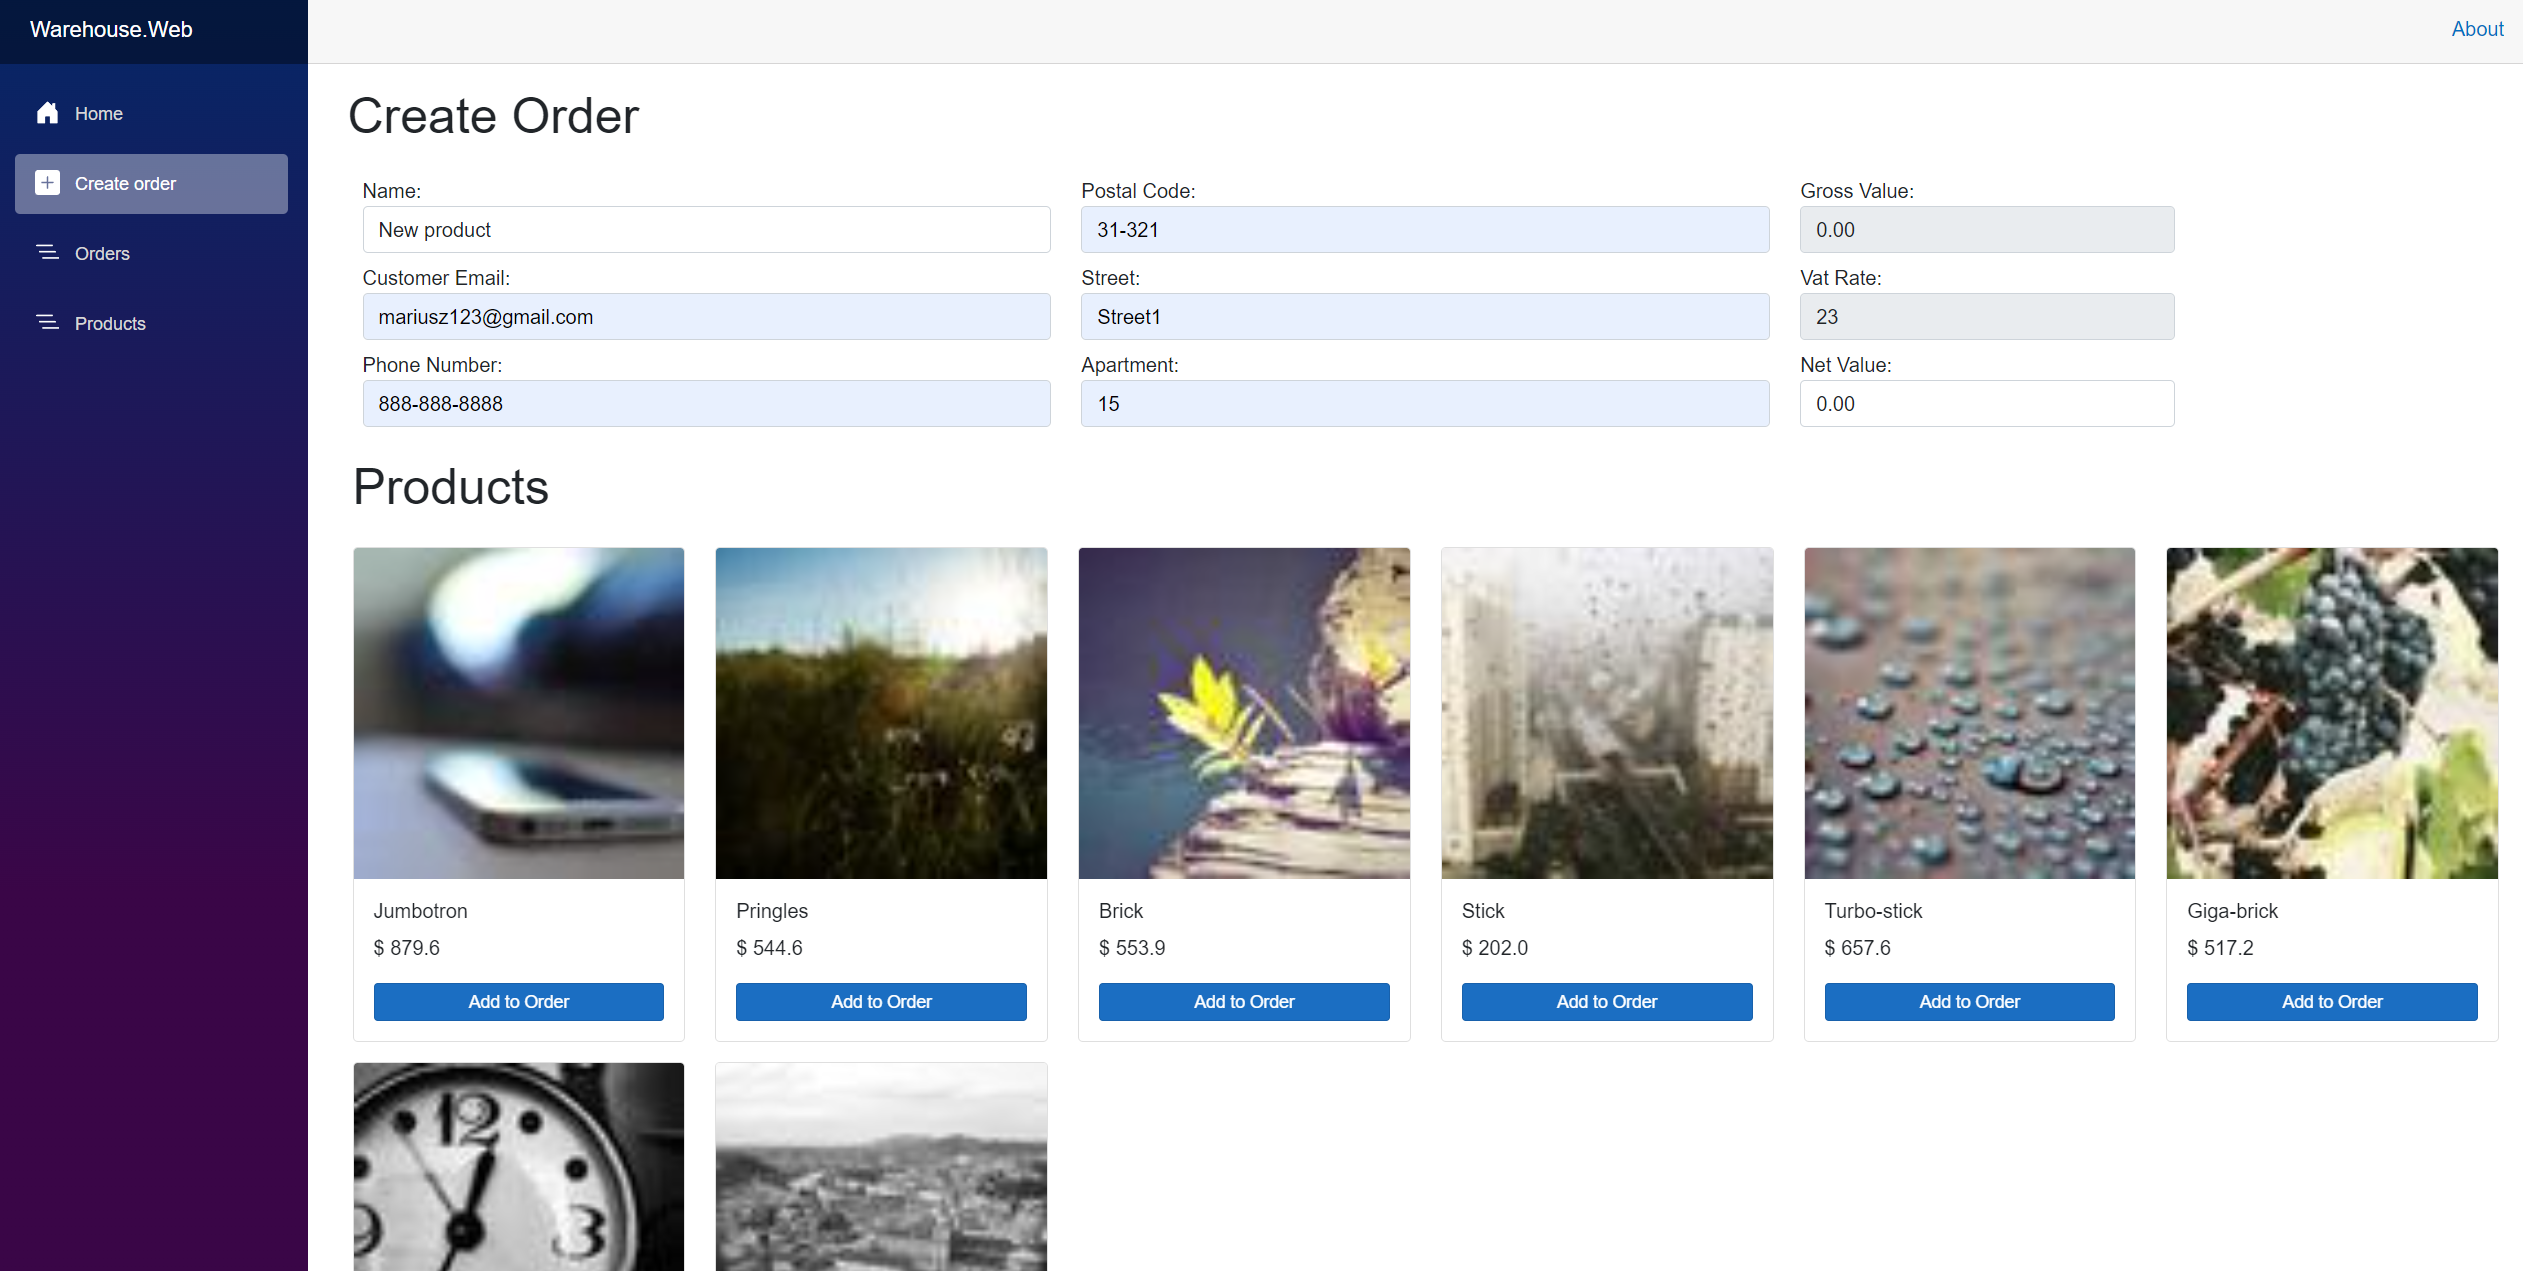 Warehouse.Web
About
Home
Create order
Orders
Products
Create Order
Name:
New product
Postal Code:
31-321
Gross Value:
0.00
Customer Email:
mariusz123@gmail.com
Street:
Street1
Vat Rate:
23
Phone Number:
888-888-8888
Apartment:
15
Net Value:
0.00
Products
Jumbotron
$ 879.6
Add to Order
Pringles
$ 544.6
Add to Order
Brick
$ 553.9
Add to Order
Stick
$ 202.0
Add to Order
Turbo-stick
$ 657.6
Add to Order
Giga-brick
$ 517.2
Add to Order
12
9
3